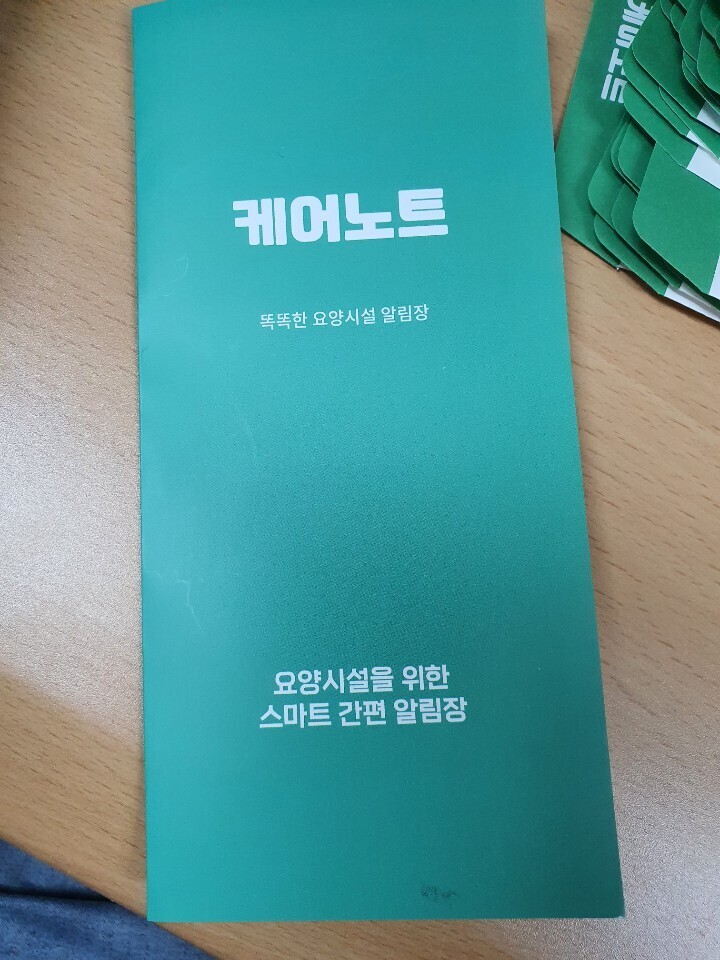 케어노트
똑똑한 요양시설 알림장
요양시설을 위한
스마트 간편 알림장